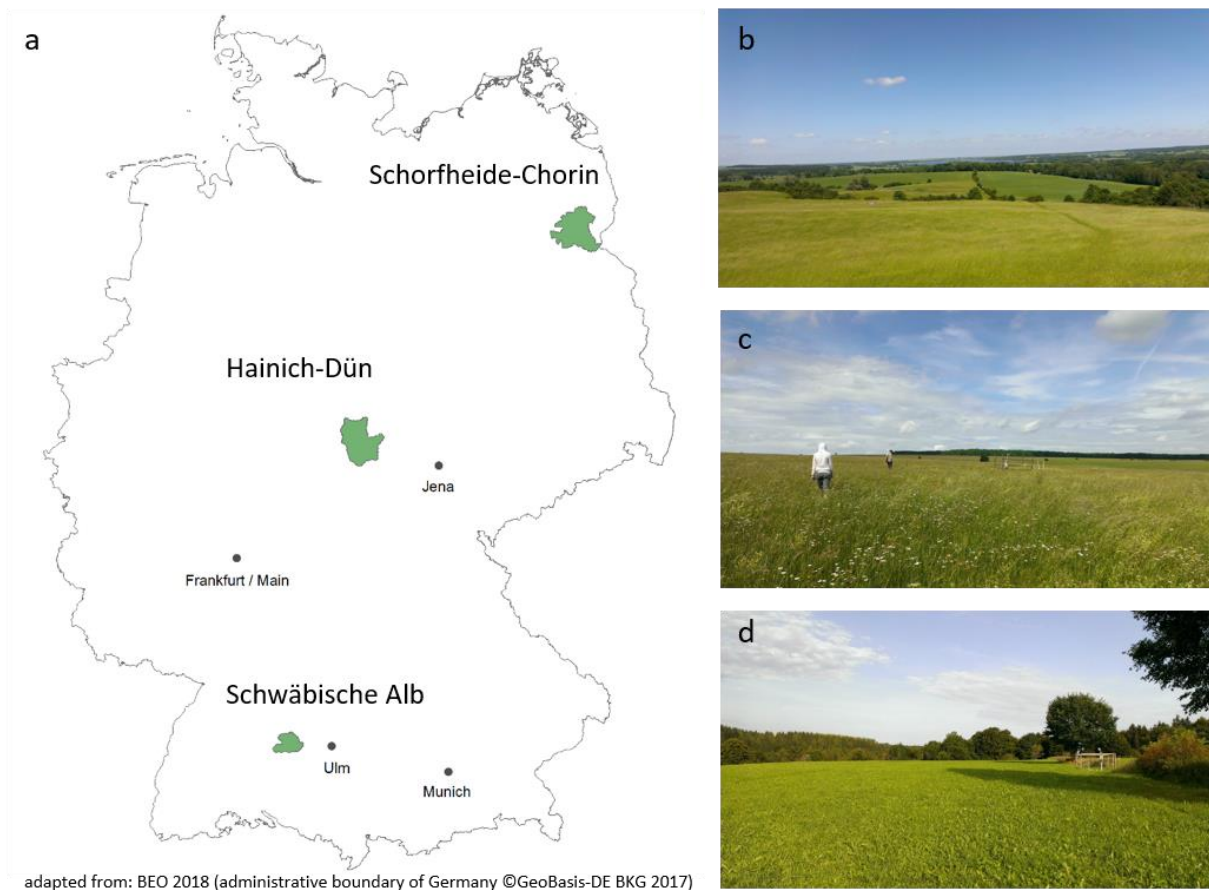 a
Schorfheide-Chorin
Hainich-Dün
Jena
Frankfurt / Main
Schwäbische Alb
Ulm
Munich
adapted from: BEO 2018 (administrative boundary of Germany ©GeoBasis-DE BKG 2017)
b
c
d